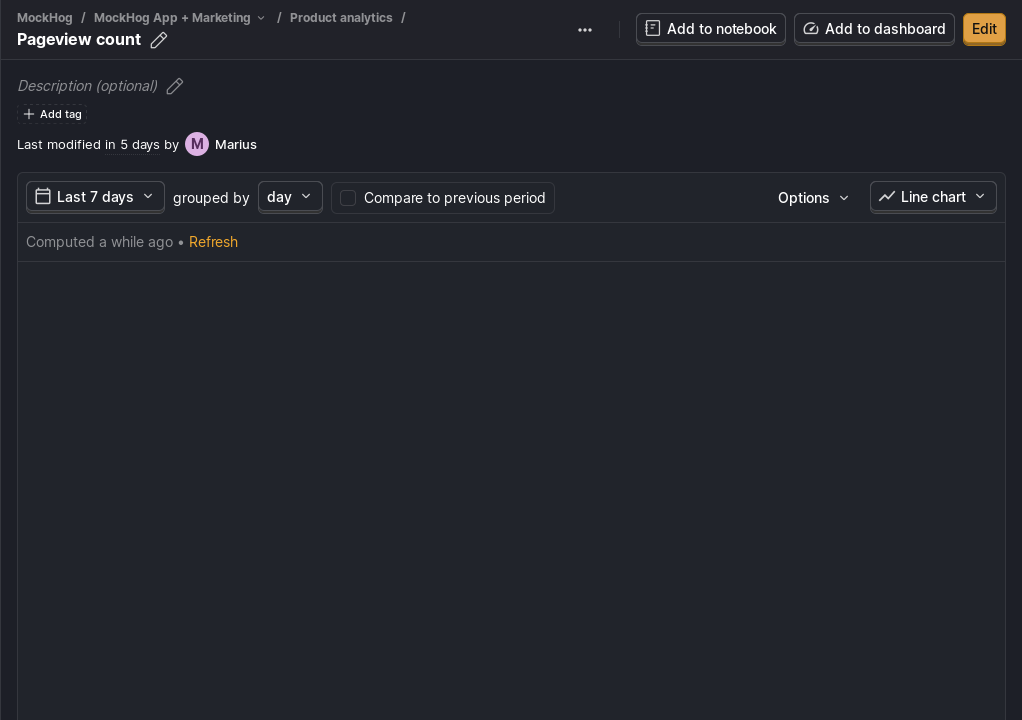 MockHog / MockHog App + Marketing / Product analytics /
Pageview count
Add to notebook
Add to dashboard
Edit
Description (optional)
Add tag
Last modified in 5 days by M Marius
Last 7 days grouped by day Compare to previous period Options Line chart
Computed a while ago • Refresh